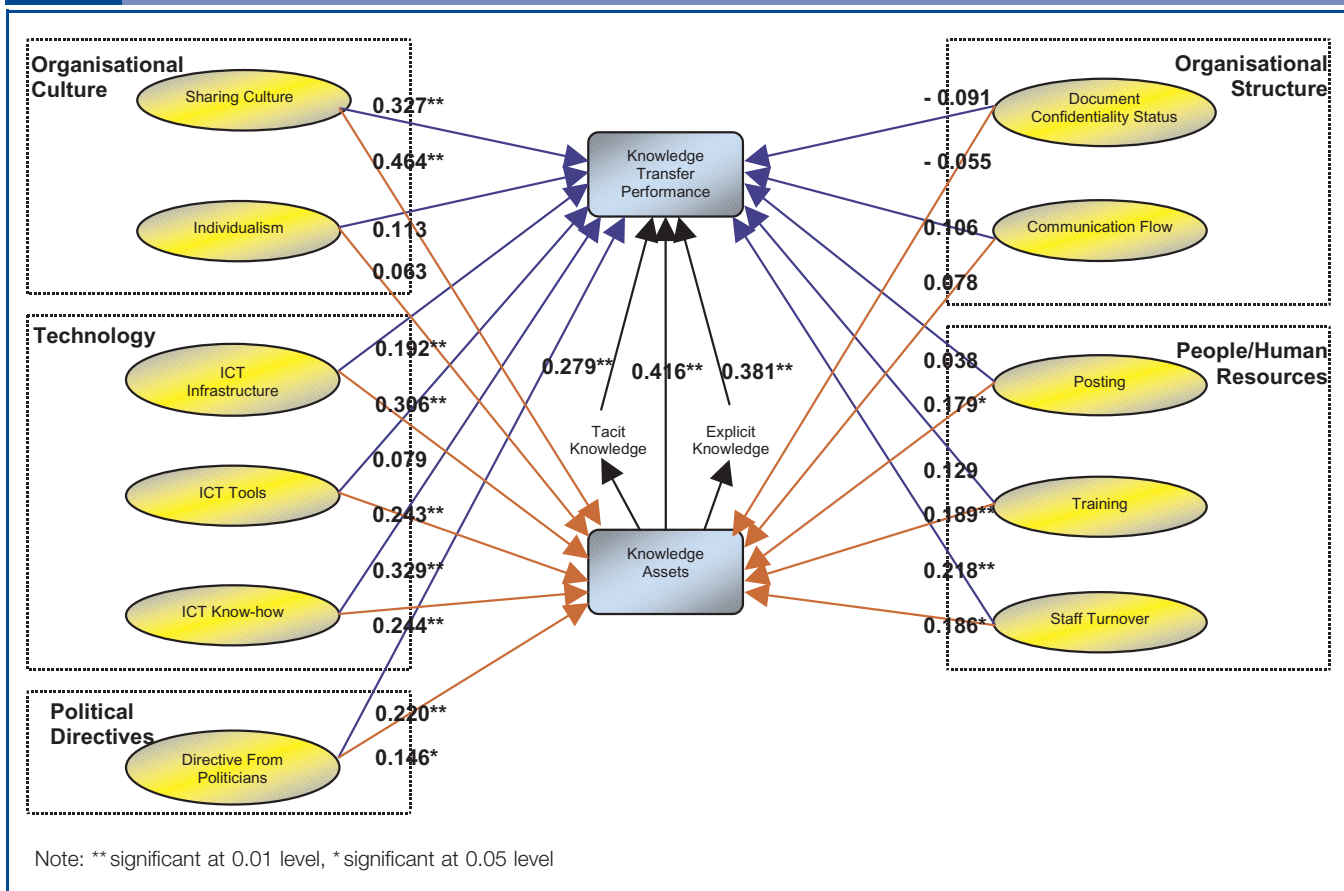 Organisational
Culture
Sharing Culture
Individualism
0.327**
0.464**
0.113
0.063
Technology
ICT
Infrastructure
ICT Tools
ICT Know-how
0.192**
0.306**
0.079
0.243**
0.329**
0.244**
Political
Directives
Directive From
Politicians
0.220**
0.146*
Knowledge
Transfer
Performance
0.279**
0.416**
0.381**
Tacit
Knowledge
Explicit
Knowledge
Knowledge
Assets
Organisational
Structure
Document
Confidentiality Status
Communication Flow
- 0.091
- 0.055
0.106
0.078
People/Human
Resources
Posting
Training
Staff Turnover
0.038
0.179*
0.129
0.189**
0.218**
0.186*
Note: ** significant at 0.01 level, * significant at 0.05 level